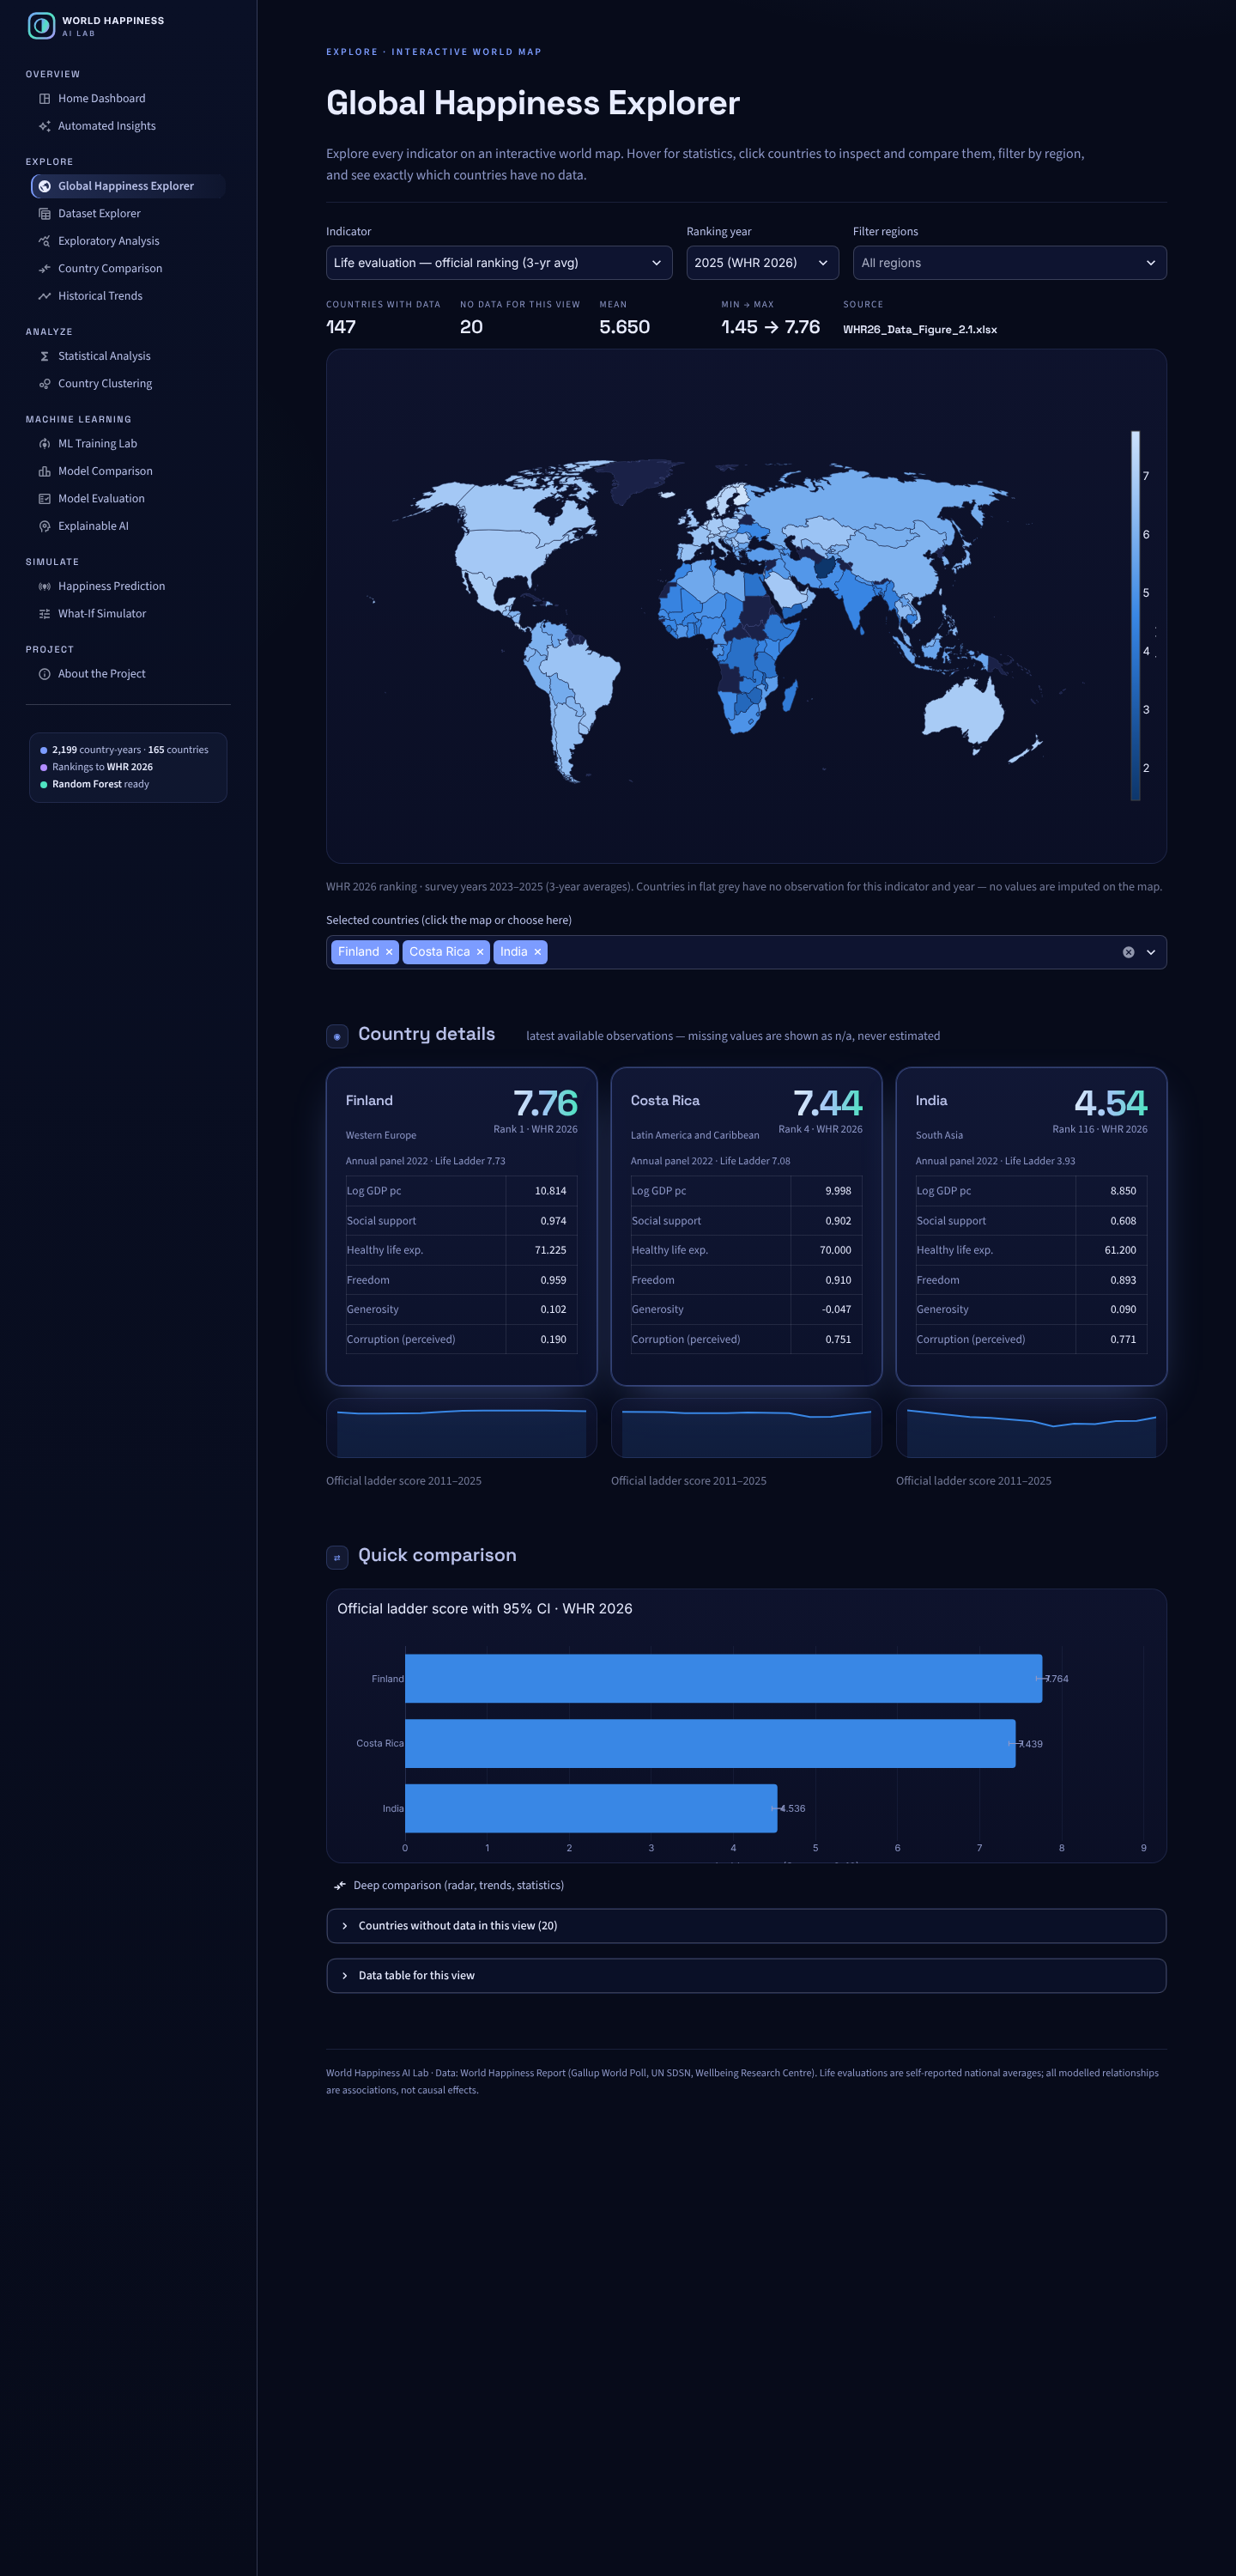 WORLD HAPPINESS
AI LAB
OVERVIEW
Home Dashboard
Automated Insights
EXPLORE
Global Happiness Explorer
Dataset Explorer
Exploratory Analysis
Country Comparison
Historical Trends
ANALYZE
Statistical Analysis
Country Clustering
MACHINE LEARNING
ML Training Lab
Model Comparison
Model Evaluation
Explainable AI
SIMULATE
Happiness Prediction
What-If Simulator
PROJECT
About the Project
2,199 country-years · 165 countries
Rankings to WHR 2026
Random Forest ready
EXPLORE · INTERACTIVE WORLD MAP
Global Happiness Explorer
Explore every indicator on an interactive world map. Hover for statistics, click countries to inspect and compare them, filter by region,
and see exactly which countries have no data.
Indicator Ranking year Filter regions
Life evaluation — official ranking (3-yr avg) 2025 (WHR 2026) All regions
COUNTRIES WITH DATA NO DATA FOR THIS VIEW MEAN MIN → MAX SOURCE
147 20 5.650 1.45 → 7.76 WHR26_Data_Figure_2.1.xlsx
7
6
5
4
3
2
WHR 2026 ranking · survey years 2023–2025 (3-year averages). Countries in flat grey have no observation for this indicator and year — no values are imputed on the map.
Selected countries (click the map or choose here)
Finland × Costa Rica × India ×
Country details latest available observations — missing values are shown as n/a, never estimated
Finland 7.76
Western Europe Rank 1 · WHR 2026
Annual panel 2022 · Life Ladder 7.73
Log GDP pc 10.814
Social support 0.974
Healthy life exp. 71.225
Freedom 0.959
Generosity 0.102
Corruption (perceived) 0.190
Official ladder score 2011–2025
Costa Rica 7.44
Latin America and Caribbean Rank 4 · WHR 2026
Annual panel 2022 · Life Ladder 7.08
Log GDP pc 9.998
Social support 0.902
Healthy life exp. 70.000
Freedom 0.910
Generosity -0.047
Corruption (perceived) 0.751
Official ladder score 2011–2025
India 4.54
South Asia Rank 116 · WHR 2026
Annual panel 2022 · Life Ladder 3.93
Log GDP pc 8.850
Social support 0.608
Healthy life exp. 61.200
Freedom 0.893
Generosity 0.090
Corruption (perceived) 0.771
Official ladder score 2011–2025
Quick comparison
Official ladder score with 95% CI · WHR 2026
Finland 7.764
Costa Rica 7.439
India 4.536
0 1 2 3 4 5 6 7 8 9
Deep comparison (radar, trends, statistics)
Countries without data in this view (20)
Data table for this view
World Happiness AI Lab · Data: World Happiness Report (Gallup World Poll, UN SDSN, Wellbeing Research Centre). Life evaluations are self-reported national averages; all modelled relationships
are associations, not causal effects.